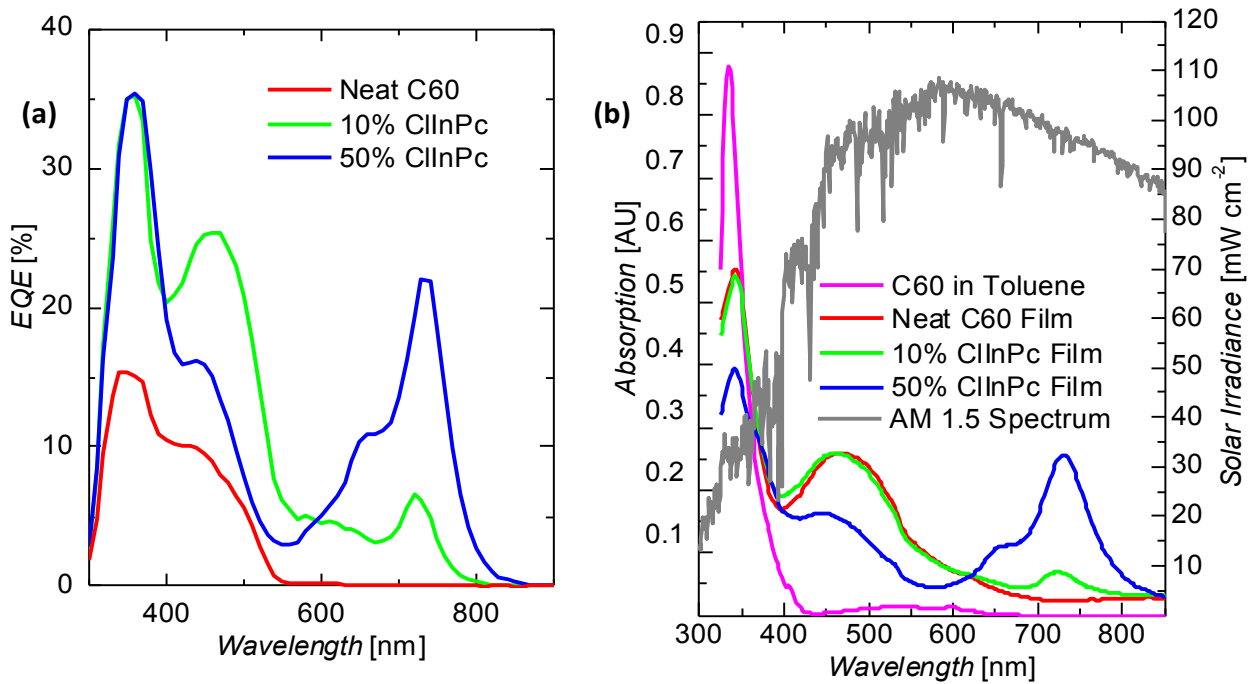 (a)
EQE [%]
40
30
20
10
0
Neat C60
10% ClInPc
50% ClInPc
400
600
800
Wavelength [nm]
(b)
Absorption [AU]
0.9
0.8
0.7
0.6
0.5
0.4
0.3
0.2
0.1
C60 in Toluene
Neat C60 Film
10% ClInPc Film
50% ClInPc Film
AM 1.5 Spectrum
300 400 500 600 700 800
Wavelength [nm]
120
110
100
90
80
70
60
50
40
30
20
10
Solar Irradiance [mW cm-2]